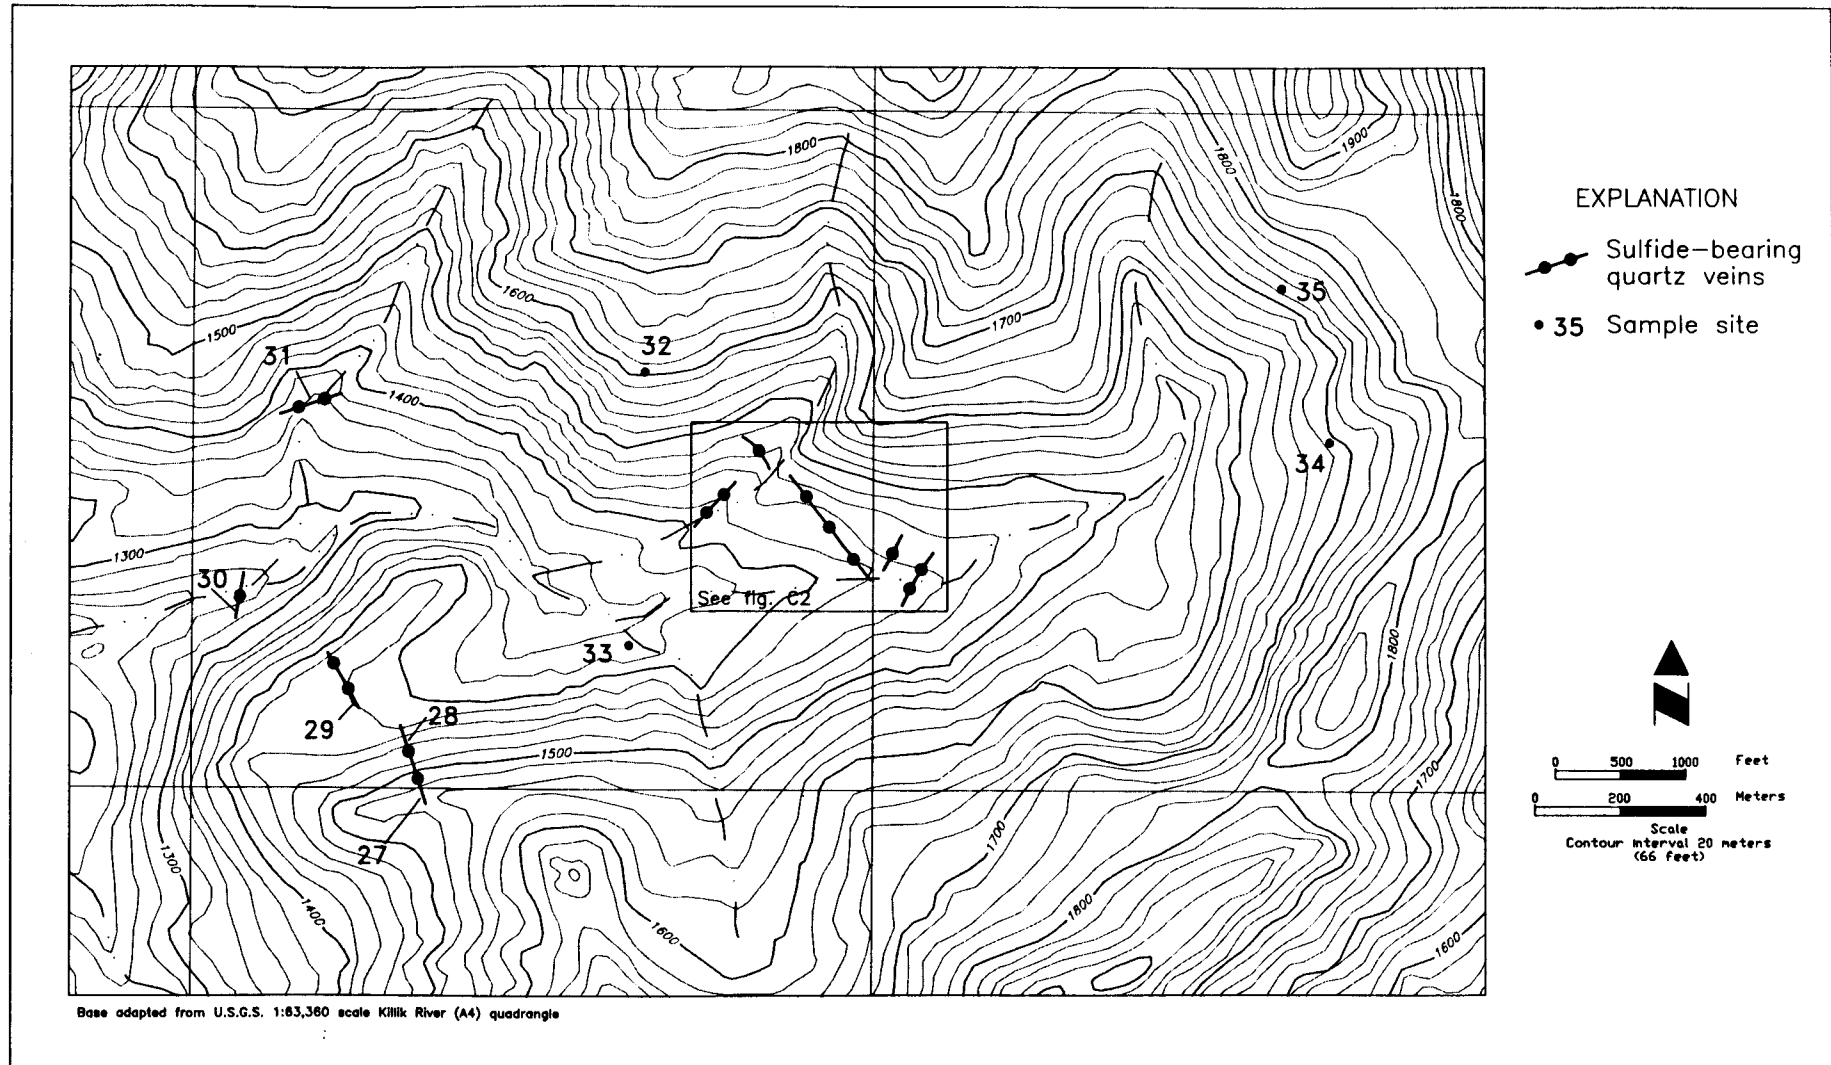 1800
1900
1800
1800
1600
1500
1700
35
32
31
1400
34
1300
30
See fig. C2
33
1800
29
28
1500
1700
27
1700
1300
1400
1800
1600
1600
Base adapted from U.S.G.S. 1:63,360 scale Killik River (A4) quadrangle
EXPLANATION
Sulfide-bearing
quartz veins
35 Sample site
N
0 500 1000 Feet
0 200 400 Meters
Scale
Contour interval 20 meters
(66 feet)